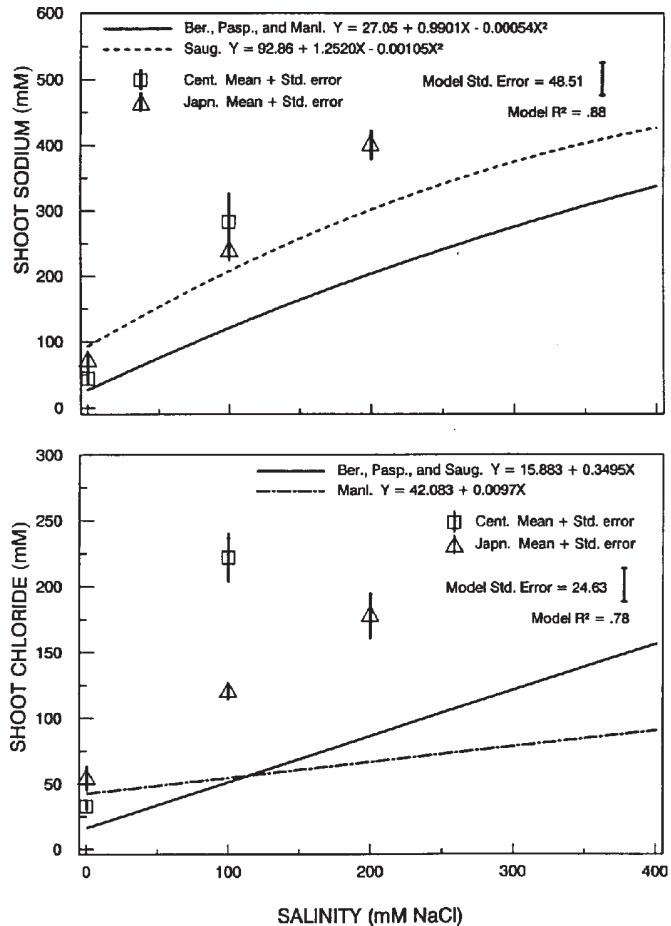 Ber., Pasp., and Manl. Y = 27.05 + 0.9901X - 0.00054X²
Saug. Y = 92.86 + 1.2520X - 0.00105X²
Cent. Mean + Std. error
Japn. Mean + Std. error
Model Std. Error = 48.51
Model R² = .88
SHOOT SODIUM (mM)
600
500
400
300
200
100
0
Ber., Pasp., and Saug. Y = 15.883 + 0.3495X
Manl. Y = 42.083 + 0.0097X
Cent. Mean + Std. error
Japn. Mean + Std. error
Model Std. Error = 24.63
Model R² = .78
SHOOT CHLORIDE (mM)
300
250
200
150
100
50
0
0 100 200 300 400
SALINITY (mM NaCl)